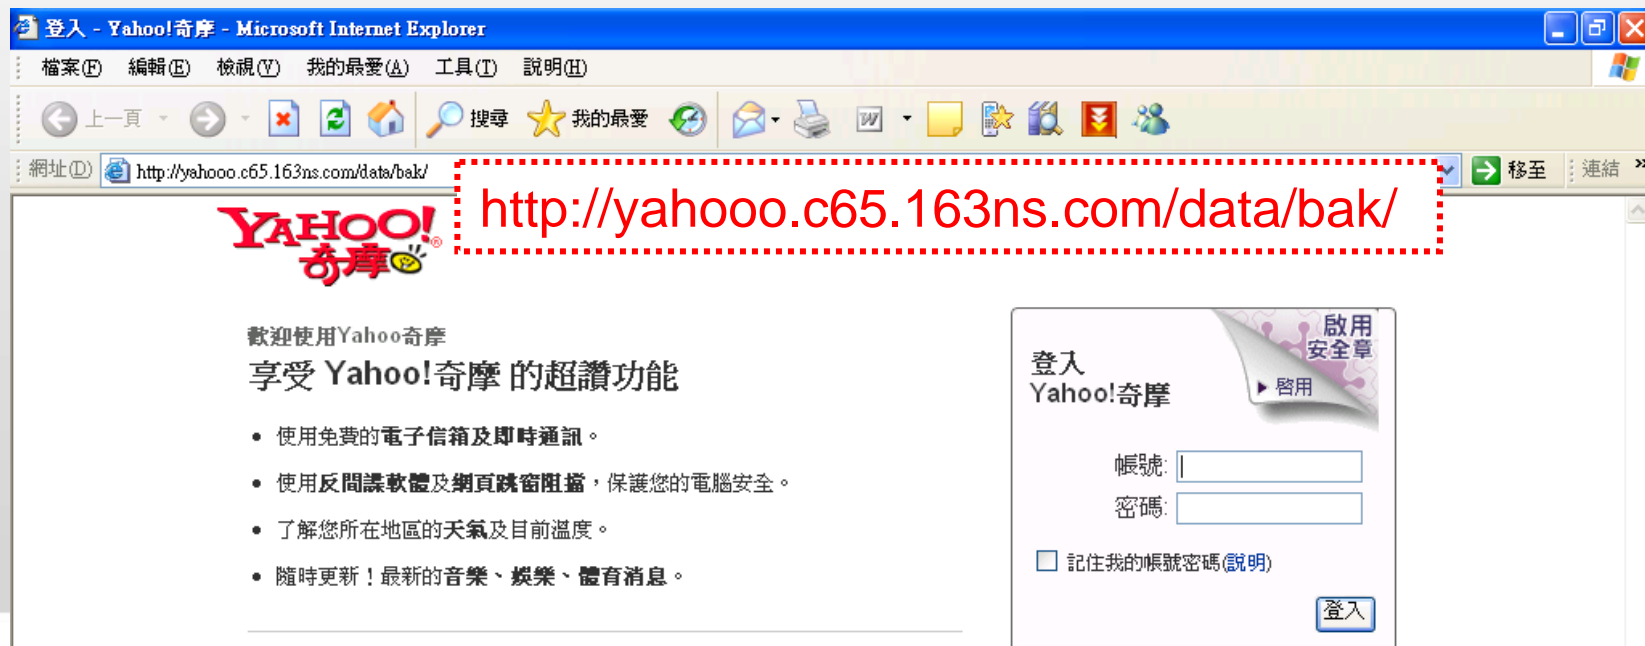 登入 - Yahoo!奇摩 - Microsoft Internet Explorer
檔案(F) 編輯(E) 檢視(V) 我的最愛(A) 工具(T) 說明(H)
上一頁 搜尋 我的最愛
網址(D) http://yahooo.c65.163ns.com/data/bak/ 移至 連結 »
http://yahooo.c65.163ns.com/data/bak/
YAHOO!
奇摩
歡迎使用Yahoo奇摩
享受 Yahoo!奇摩 的超讚功能
• 使用免費的電子信箱及即時通訊。
• 使用反間諜軟體及網頁跳窗阻擋，保護您的電腦安全。
• 了解您所在地區的天氣及目前溫度。
• 隨時更新！最新的音樂、娛樂、體育消息。
啟用
安全章
啓用
登入
Yahoo!奇摩
帳號:
密碼:
記住我的帳號密碼(說明)
登入